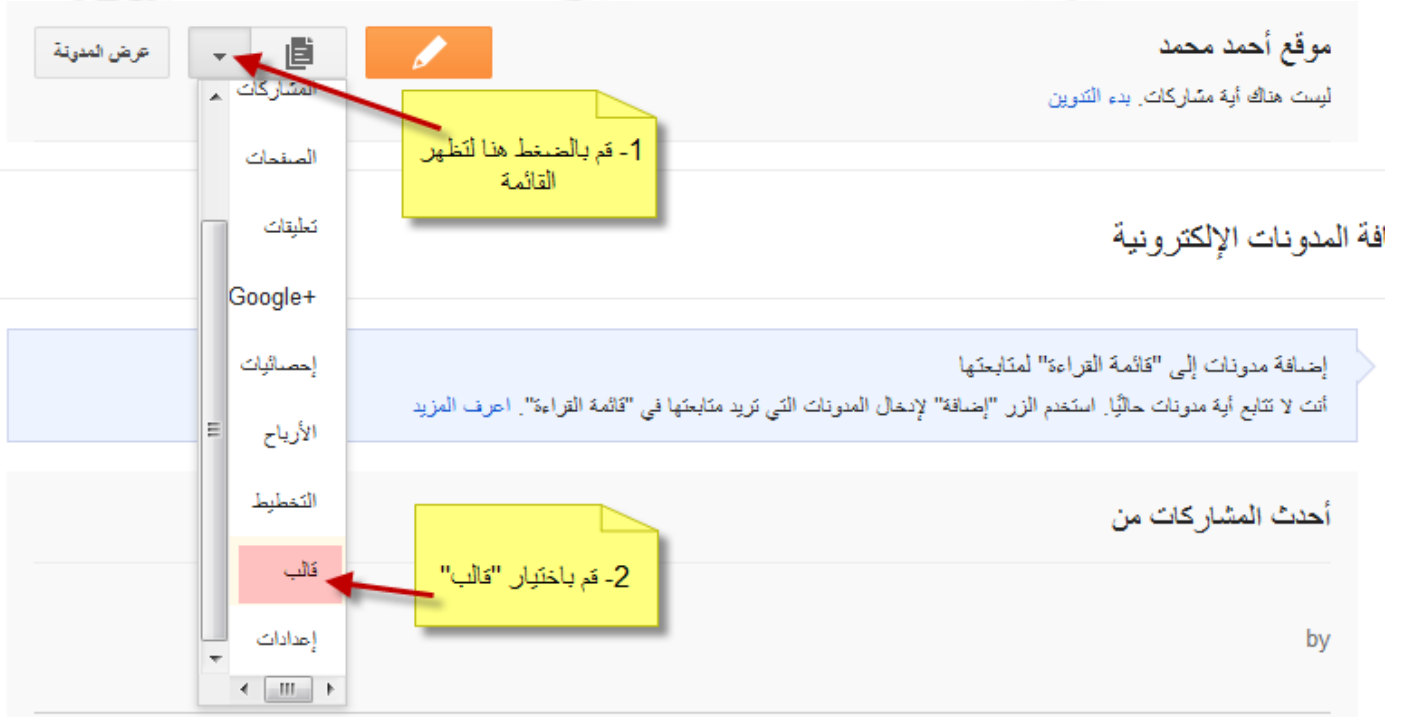 موقع أحمد محمد
ليست هناك أية مشاركات. بدء التدوين
عرض المدونة
1- قم بالضغط هنا لتظهر
القائمة
المشاركات
الصفحات
تعليقات
Google+
إحصائيات
الأرباح
التخطيط
قالب
إعدادات
افة المدونات الإلكترونية
إضافة مدونات إلى "قائمة القراءة" لمتابعتها
أنت لا تتابع أية مدونات حاليًا. استخدم الزر "إضافة" لإدخال المدونات التي تريد متابعتها في "قائمة القراءة". اعرف المزيد
أحدث المشاركات من
2- قم باختيار "قالب"
by